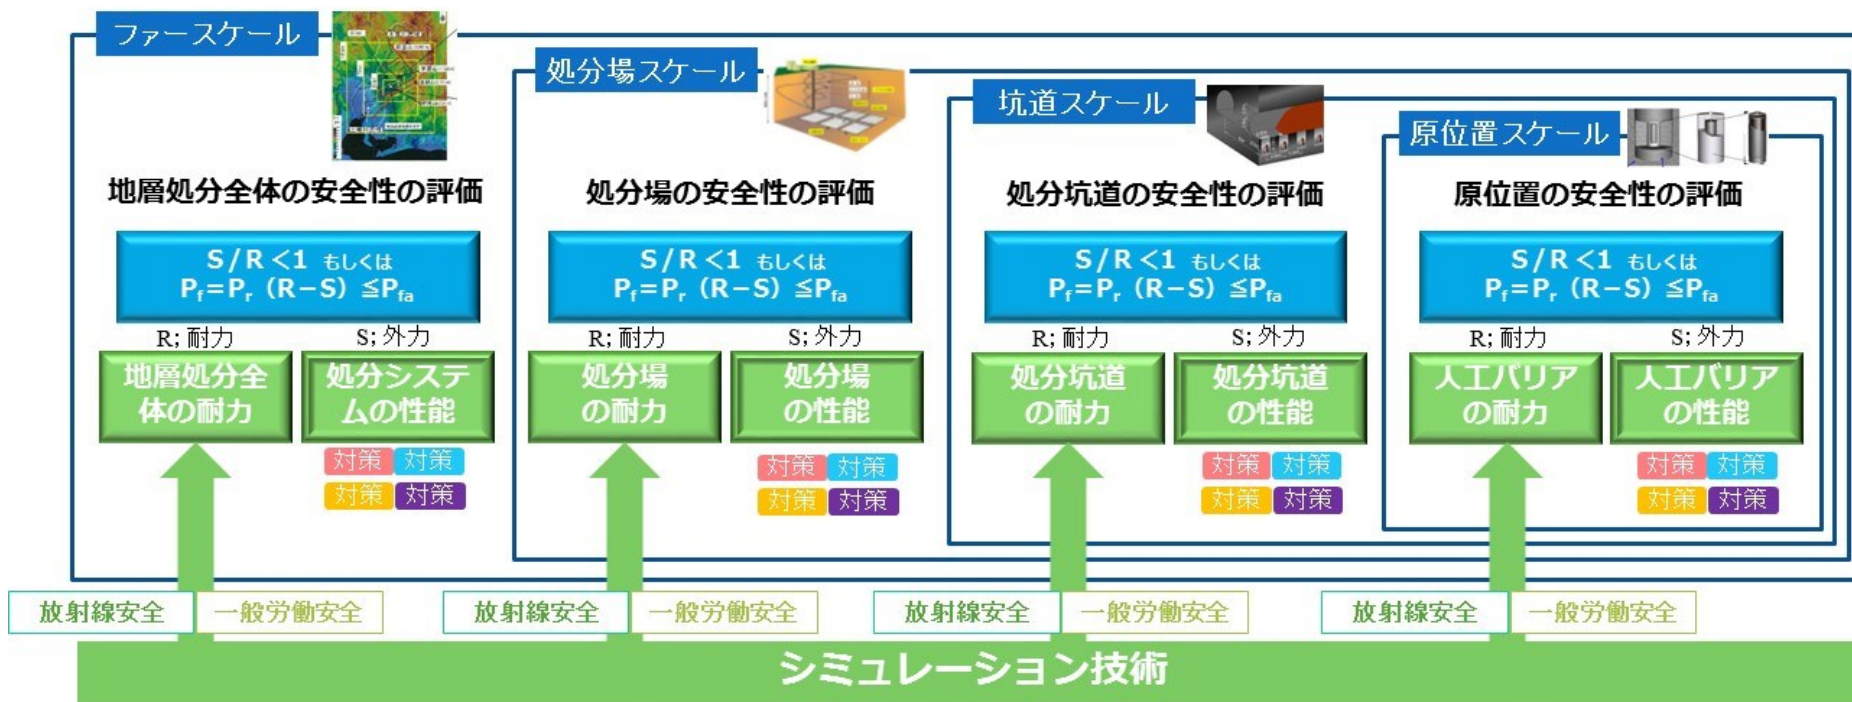 ファースケール
地層処分全体の安全性の評価
S/R<1 もしくは
Pf=Pr（R−S）≦Pfa
R; 耐力
S; 外力
地層処分全
体の耐力
処分システ
ムの性能
対策
対策
対策
対策
放射線安全
一般労働安全
処分場スケール
処分場の安全性の評価
S/R<1 もしくは
Pf=Pr（R−S）≦Pfa
R; 耐力
S; 外力
処分場
の耐力
処分場
の性能
対策
対策
対策
対策
放射線安全
一般労働安全
坑道スケール
処分坑道の安全性の評価
S/R<1 もしくは
Pf=Pr（R−S）≦Pfa
R; 耐力
S; 外力
処分坑道
の耐力
処分坑道
の性能
対策
対策
対策
対策
放射線安全
一般労働安全
原位置スケール
原位置の安全性の評価
S/R<1 もしくは
Pf=Pr（R−S）≦Pfa
R; 耐力
S; 外力
人工バリア
の耐力
人工バリア
の性能
対策
対策
対策
対策
放射線安全
一般労働安全
シミュレーション技術